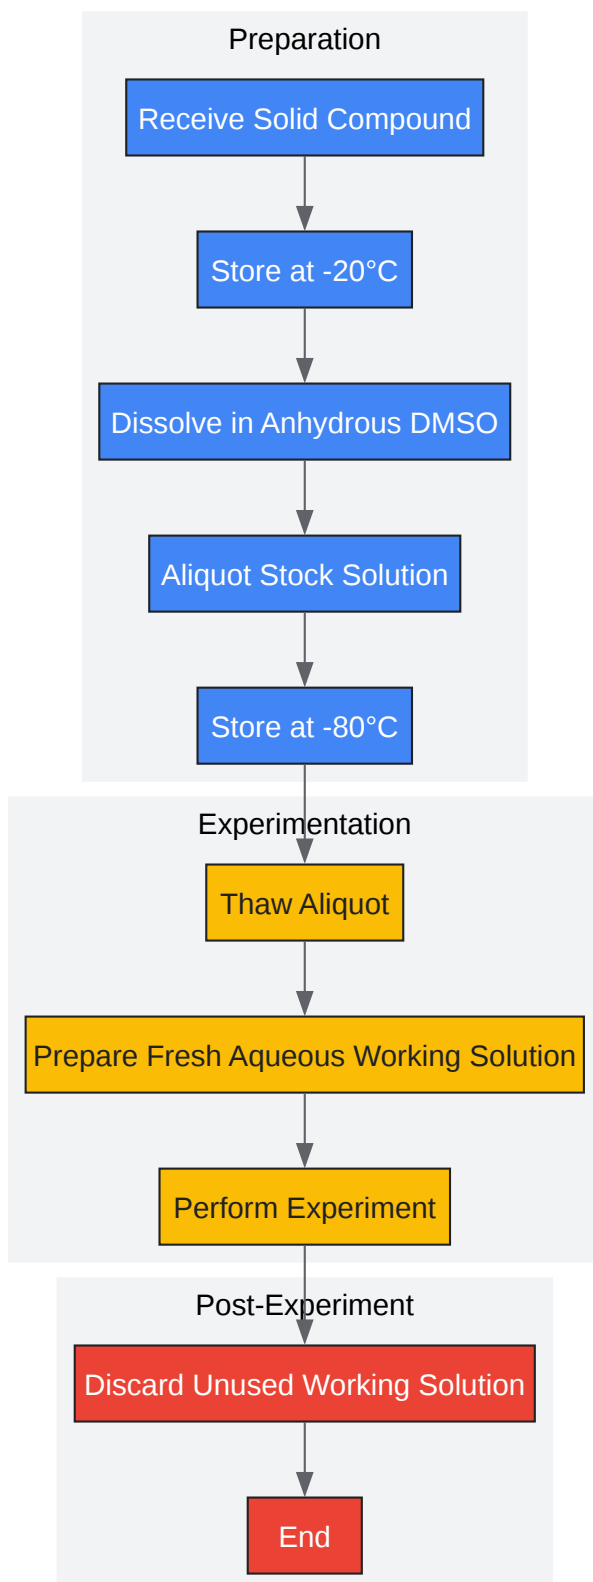 Preparation
Receive Solid Compound
Store at -20°C
Dissolve in Anhydrous DMSO
Aliquot Stock Solution
Store at -80°C
Experimentation
Thaw Aliquot
Prepare Fresh Aqueous Working Solution
Perform Experiment
Post-Experiment
Discard Unused Working Solution
End